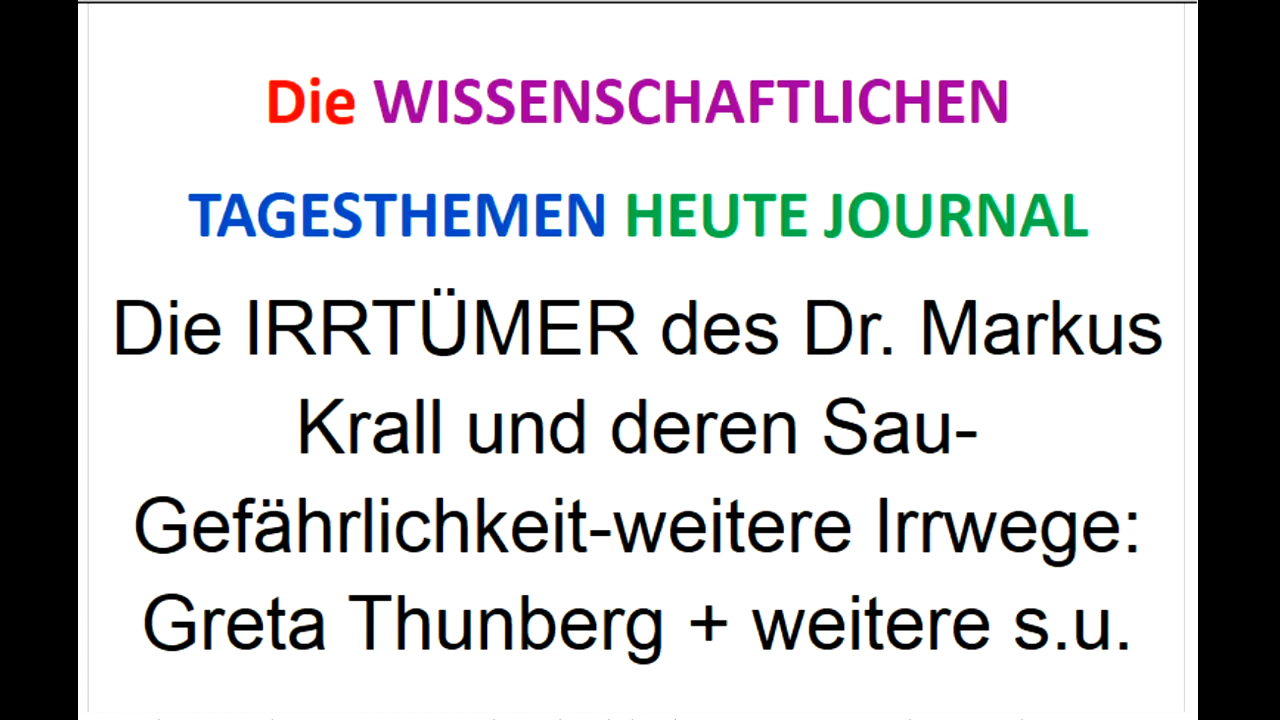 Die WISSENSCHAFTLICHEN
TAGESTHEMEN HEUTE JOURNAL
Die IRRTÜMER des Dr. Markus
Krall und deren Sau-
Gefährlichkeit-weitere Irrwege:
Greta Thunberg + weitere s.u.